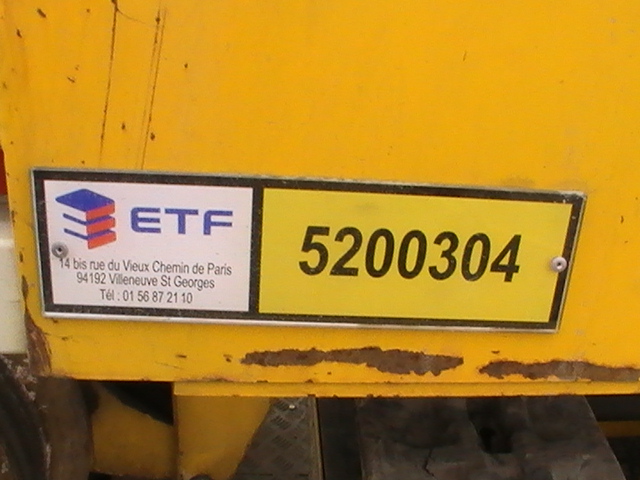 ETF
14 bis rue du Vieux Chemin de Paris
94192 Villeneuve St Georges
Tél : 01 56 87 21 10
5200304